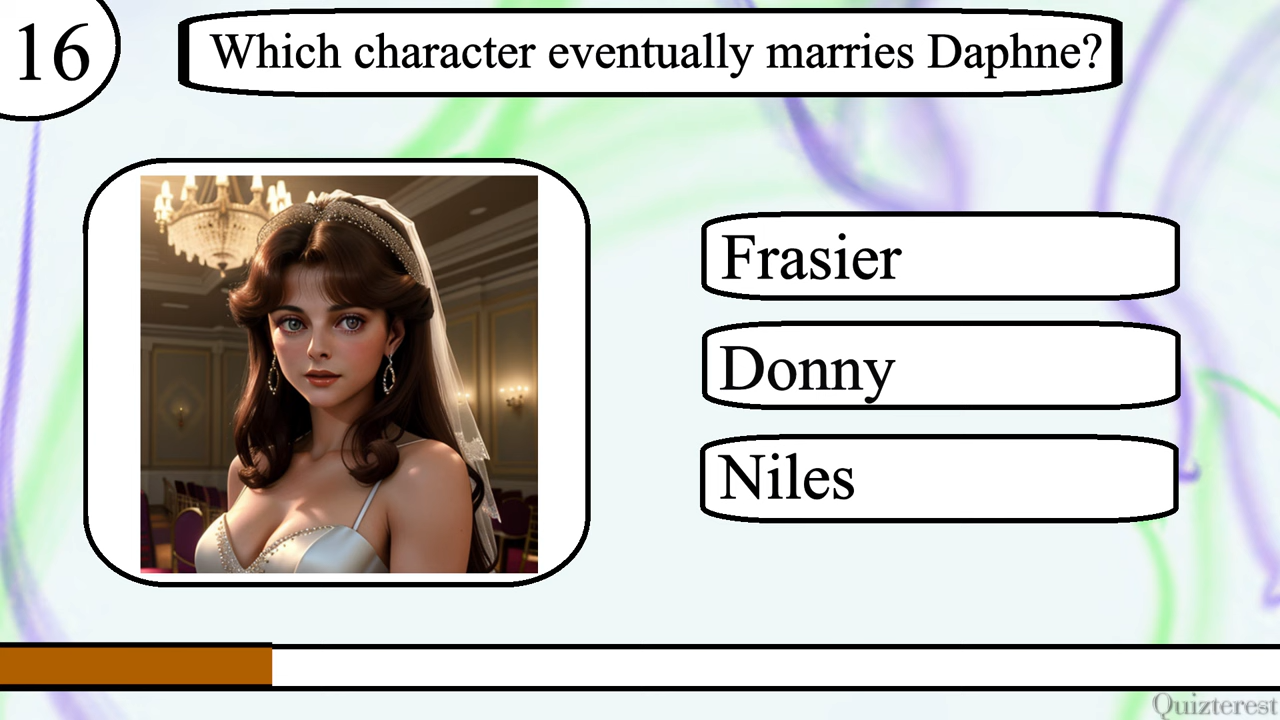 16
Which character eventually marries Daphne?
Frasier
Donny
Niles
Quizterest